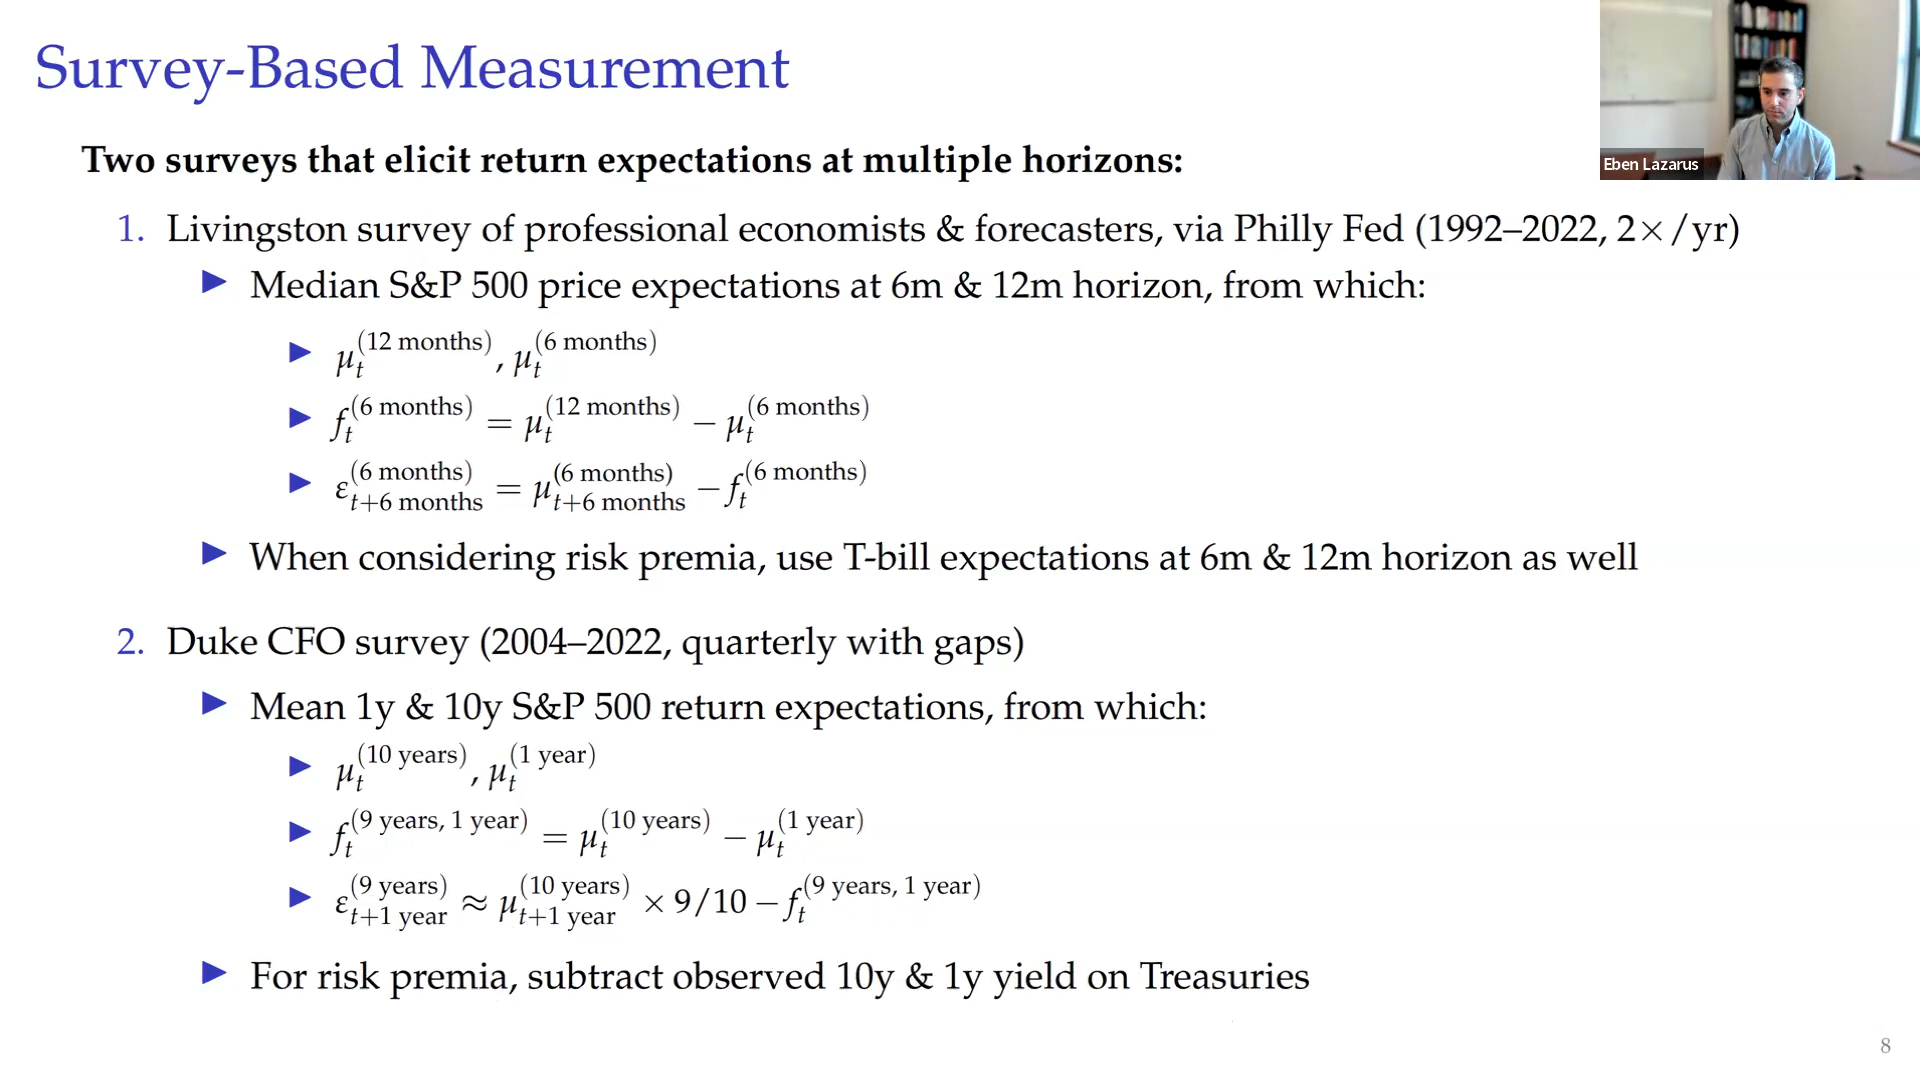 Survey-Based Measurement
Eben Lazarus
Two surveys that elicit return expectations at multiple horizons:
1. Livingston survey of professional economists & forecasters, via Philly Fed (1992–2022, 2×/yr)
▶ Median S&P 500 price expectations at 6m & 12m horizon, from which:
▶ μ_t^(12 months), μ_t^(6 months)
▶ f_t^(6 months) = μ_t^(12 months) − μ_t^(6 months)
▶ ε_{t+6 months}^(6 months) = μ_{t+6 months}^(6 months) − f_t^(6 months)
▶ When considering risk premia, use T-bill expectations at 6m & 12m horizon as well
2. Duke CFO survey (2004–2022, quarterly with gaps)
▶ Mean 1y & 10y S&P 500 return expectations, from which:
▶ μ_t^(10 years), μ_t^(1 year)
▶ f_t^(9 years, 1 year) = μ_t^(10 years) − μ_t^(1 year)
▶ ε_{t+1 year}^(9 years) ≈ μ_{t+1 year}^(10 years) × 9/10 − f_t^(9 years, 1 year)
▶ For risk premia, subtract observed 10y & 1y yield on Treasuries
8